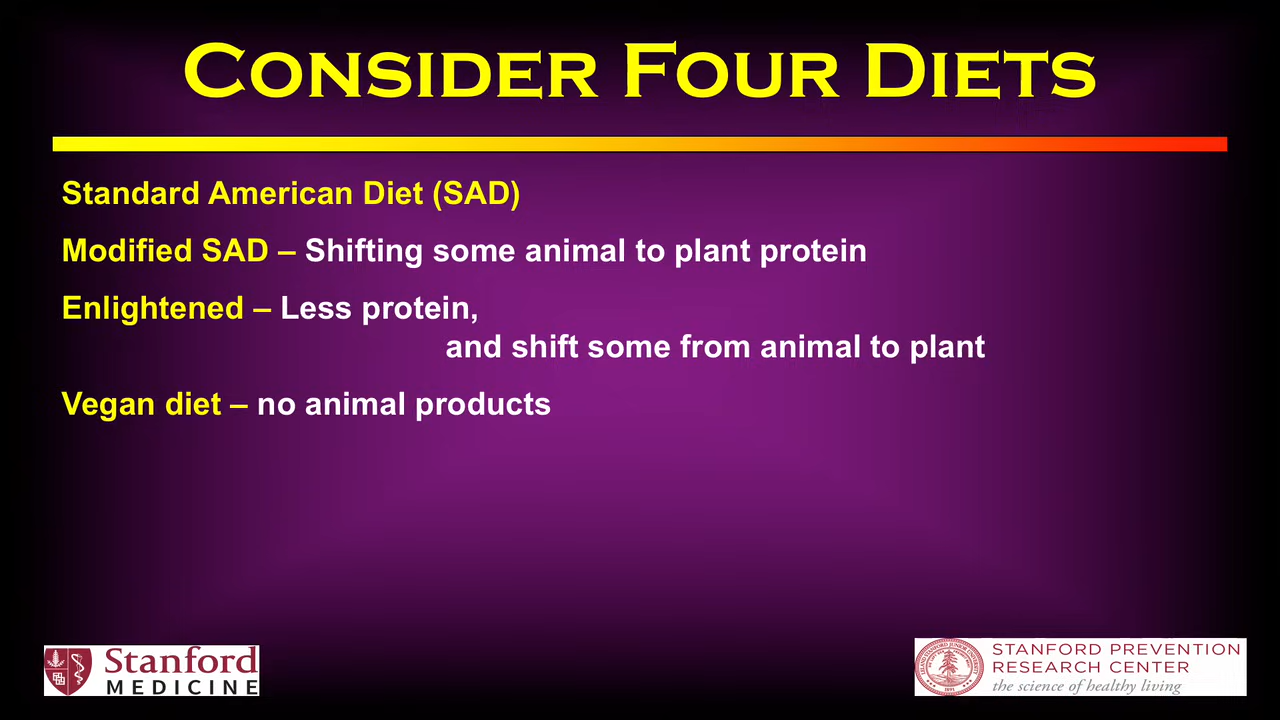 CONSIDER FOUR DIETS
Standard American Diet (SAD)
Modified SAD – Shifting some animal to plant protein
Enlightened – Less protein,
and shift some from animal to plant
Vegan diet – no animal products
Stanford
MEDICINE
STANFORD PREVENTION
RESEARCH CENTER
the science of healthy living